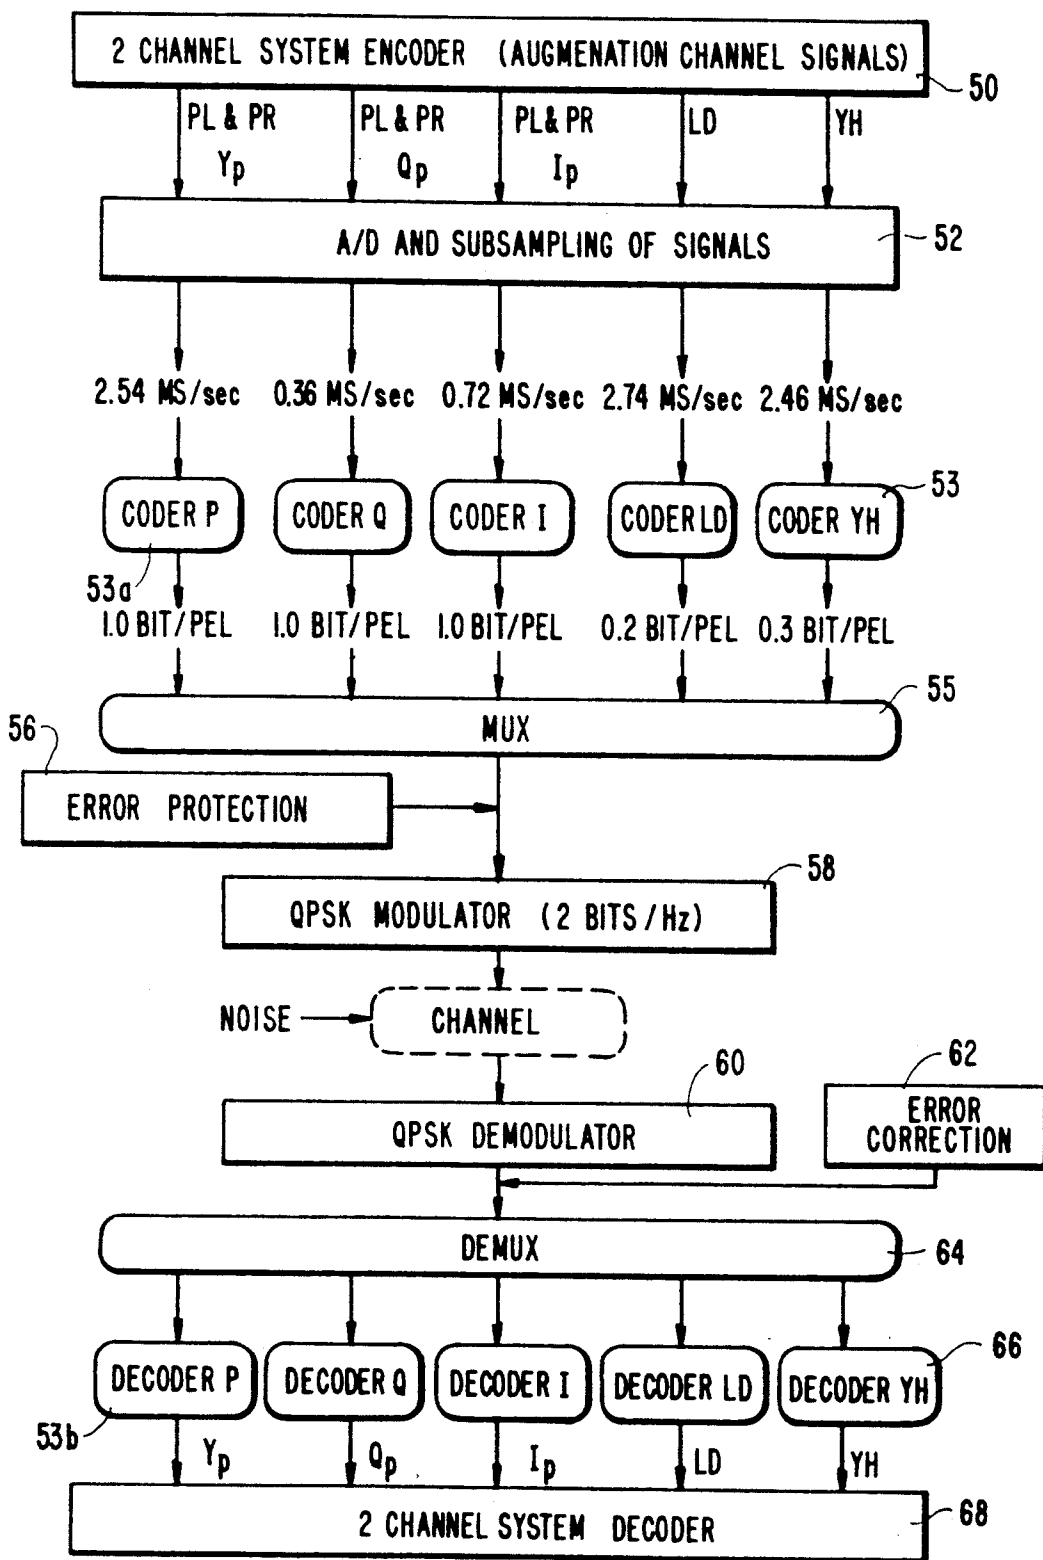 2 CHANNEL SYSTEM ENCODER (AUGMENATION CHANNEL SIGNALS)
50
PL & PR PL & PR PL & PR LD YH
Yp Qp Ip
A/D AND SUBSAMPLING OF SIGNALS
52
2.54 MS/sec 0.36 MS/sec 0.72 MS/sec 2.74 MS/sec 2.46 MS/sec
53
CODER P CODER Q CODER I CODER LD CODER YH
53a
1.0 BIT/PEL 1.0 BIT/PEL 1.0 BIT/PEL 0.2 BIT/PEL 0.3 BIT/PEL
55
MUX
56
ERROR PROTECTION
58
QPSK MODULATOR (2 BITS/Hz)
NOISE CHANNEL
60
62
QPSK DEMODULATOR
ERROR
CORRECTION
DEMUX
64
66
DECODER P DECODER Q DECODER I DECODER LD DECODER YH
53b
Yp Qp Ip LD YH
2 CHANNEL SYSTEM DECODER
68